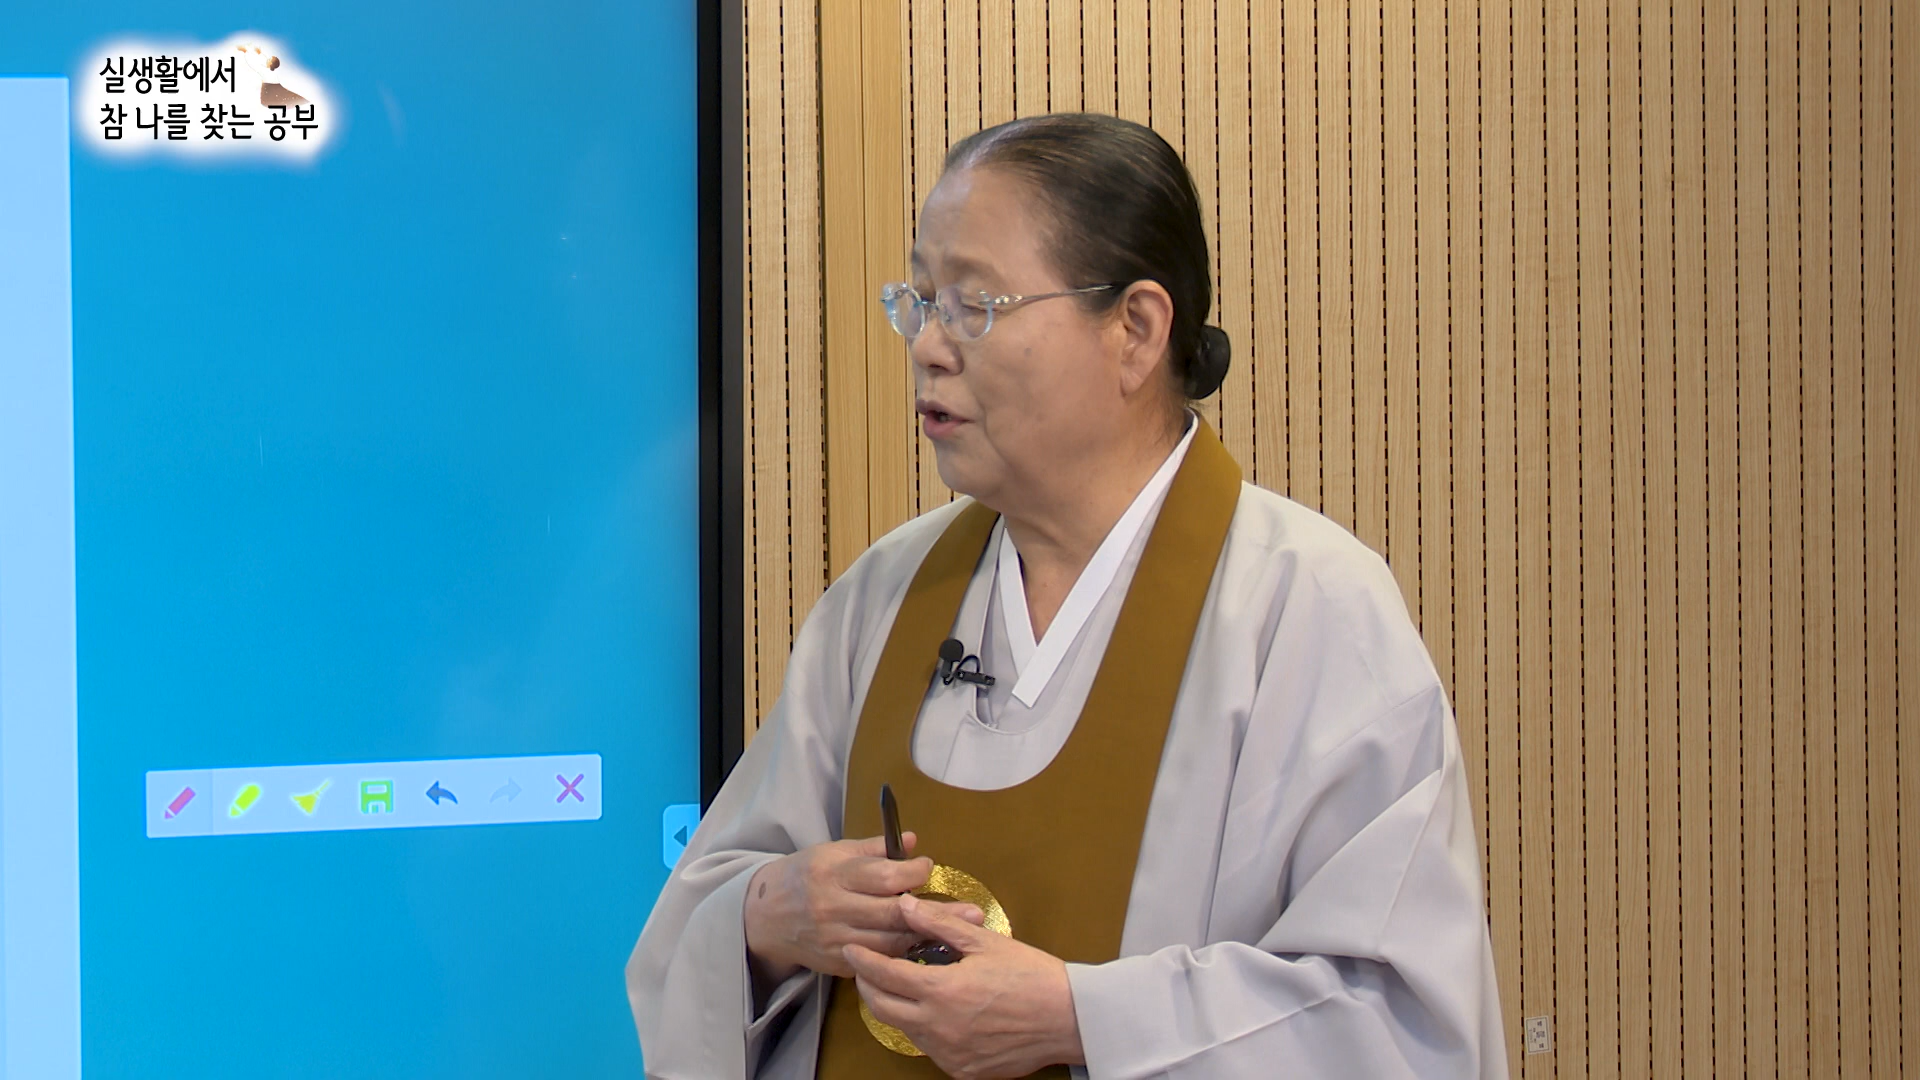 실생활에서
참 나를 찾는 공부